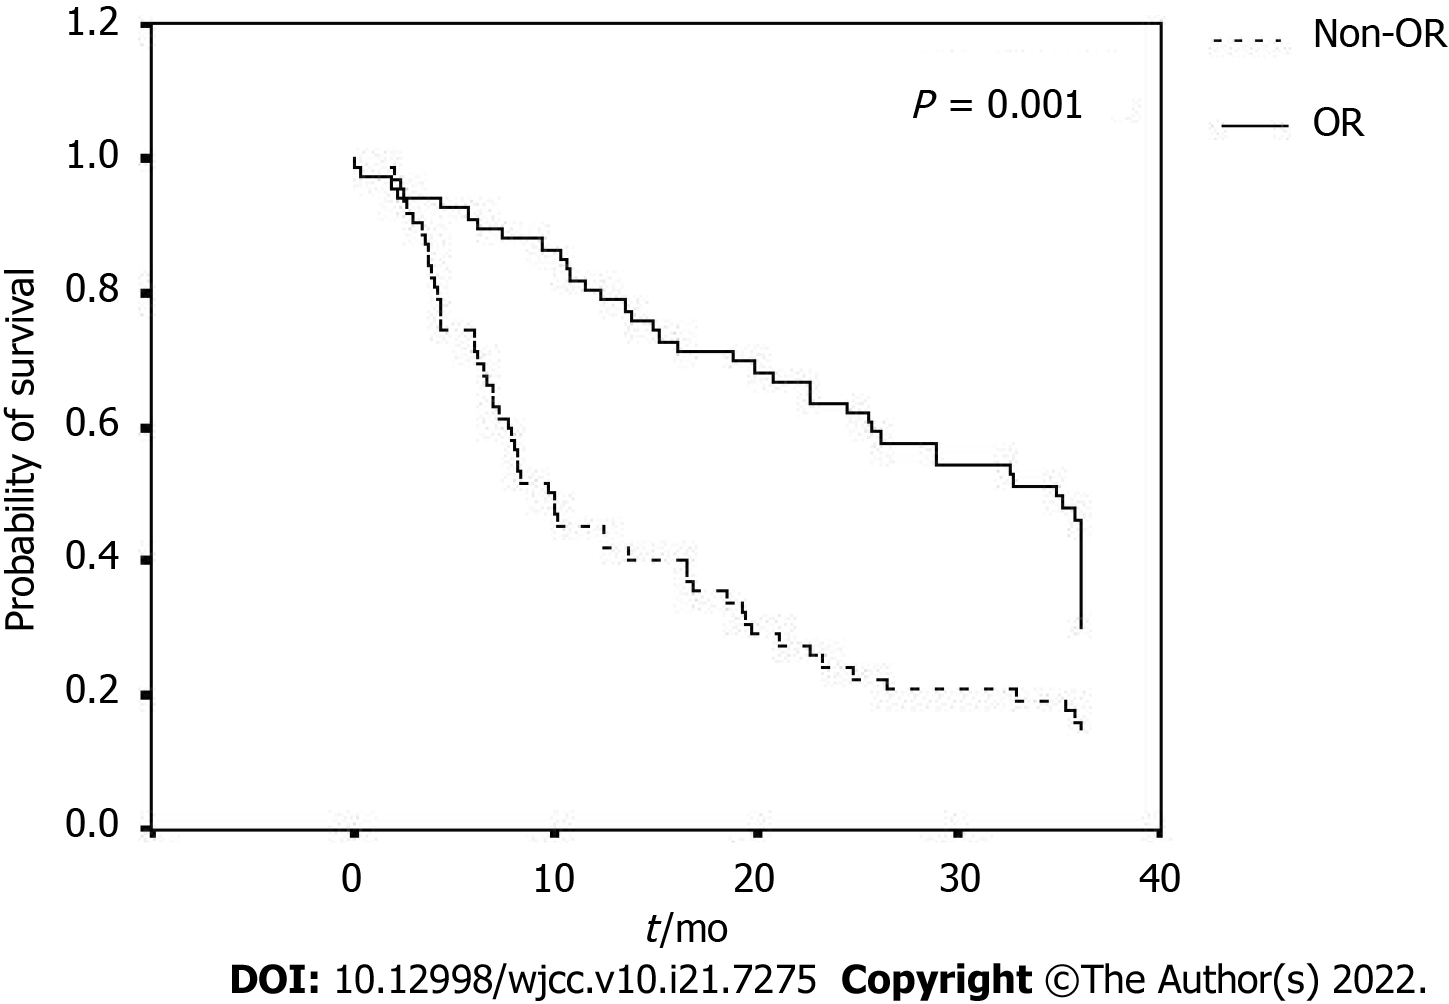 1.2
1.0
0.8
0.6
0.4
0.2
0.0
Probability of survival
P = 0.001
Non-OR
OR
0 10 20 30 40
t/mo
DOI: 10.12998/wjcc.v10.i21.7275 Copyright ©The Author(s) 2022.